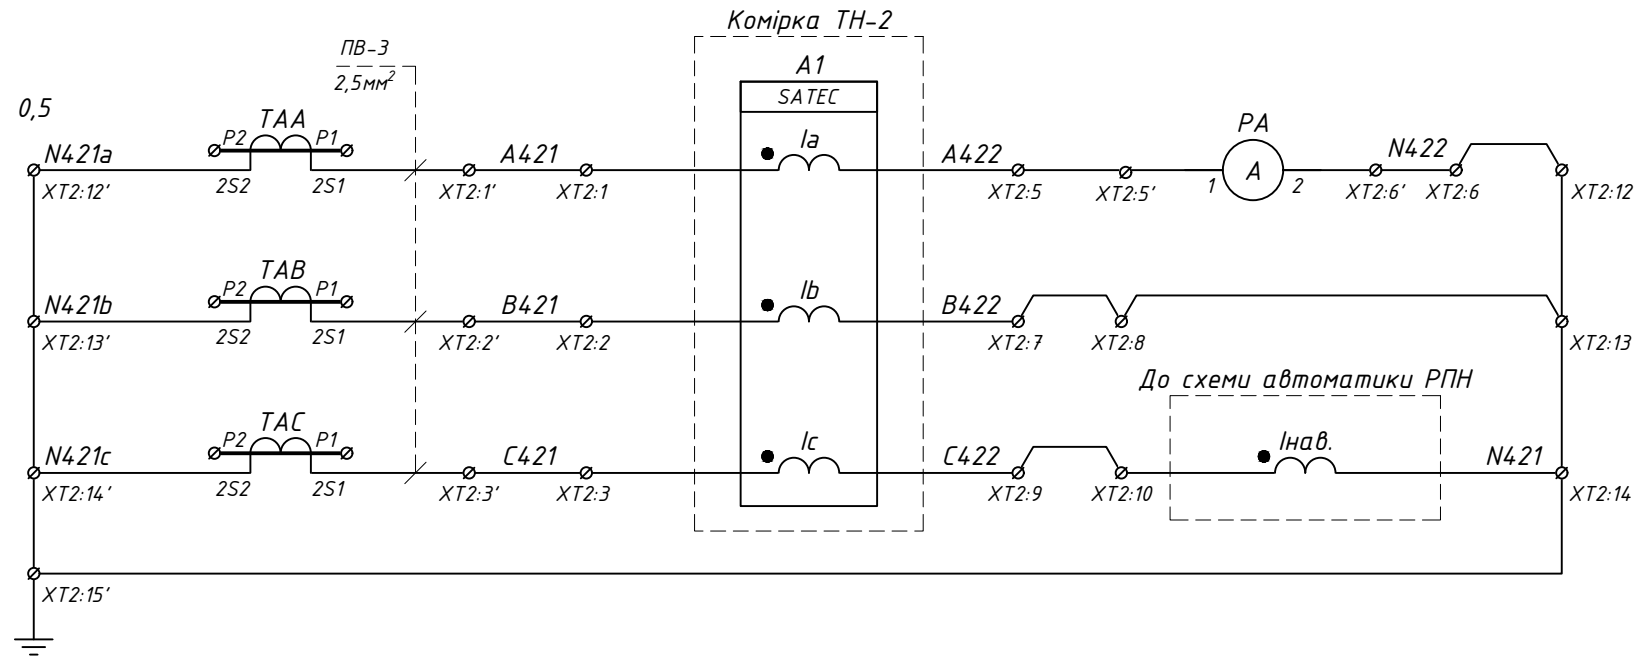 Комірка ТН-2
ПВ-3
2,5мм²
А1
SATEC
0,5
N421a
P2
TAA
P1
Ia
A422
PA
N422
A421
XT2:12'
2S2
2S1
XT2:1'
XT2:1
XT2:5
XT2:5'
1
A
2
XT2:6'
XT2:6
XT2:12
N421b
P2
TAB
P1
B421
Ib
B422
XT2:13'
2S2
2S1
XT2:2'
XT2:2
XT2:7
XT2:8
XT2:13
До схеми автоматики РПН
N421c
P2
TAC
P1
C421
Ic
C422
Інав.
N421
XT2:14'
2S2
2S1
XT2:3'
XT2:3
XT2:9
XT2:10
XT2:14
XT2:15'